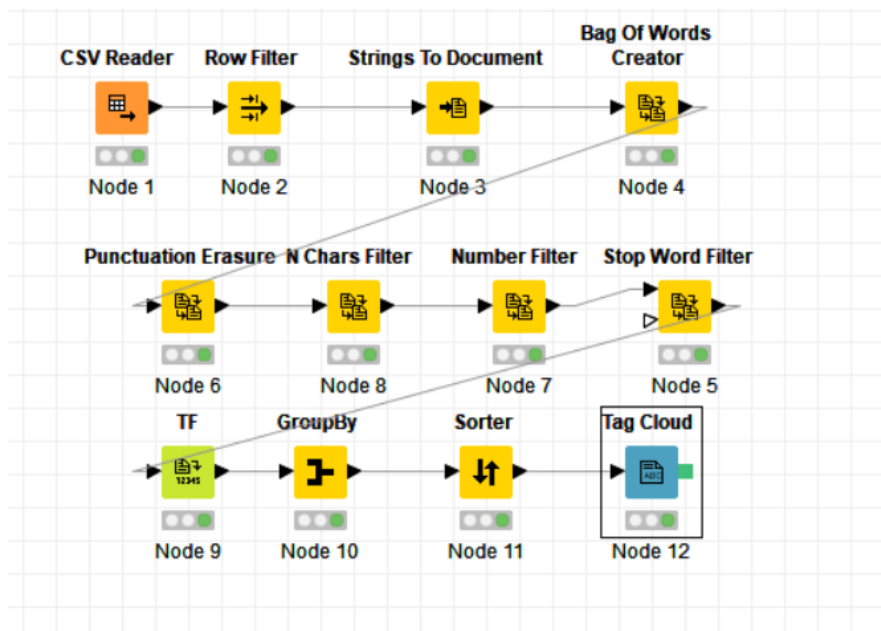 Bag Of Words
CSV Reader Row Filter Strings To Document Creator
Node 1 Node 2 Node 3 Node 4
Punctuation Erasure N Chars Filter Number Filter Stop Word Filter
Node 6 Node 8 Node 7 Node 5
TF GroupBy Sorter Tag Cloud
12345 ABC
Node 9 Node 10 Node 11 Node 12